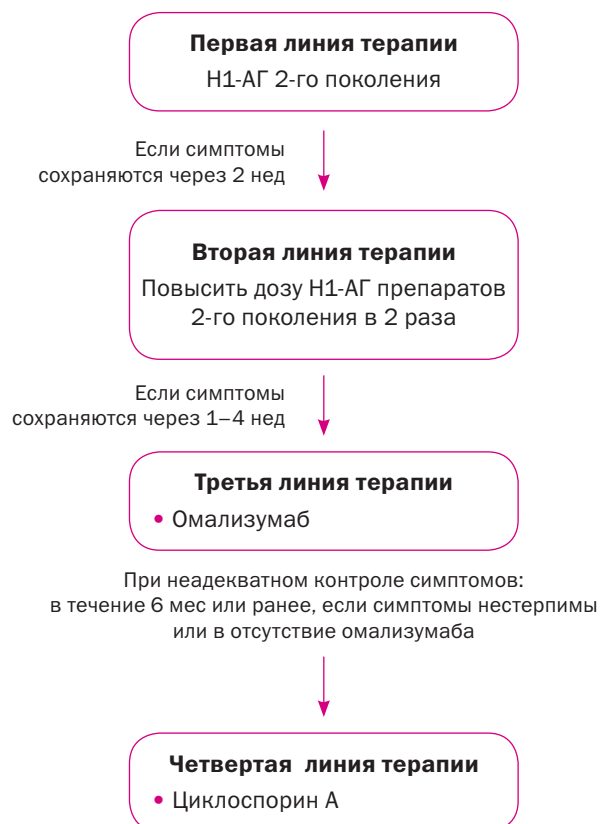 Первая линия терапии
Н1-АГ 2-го поколения
Если симптомы
сохраняются через 2 нед
Вторая линия терапии
Повысить дозу Н1-АГ препаратов
2-го поколения в 2 раза
Если симптомы
сохраняются через 1–4 нед
Третья линия терапии
• Омализумаб
При неадекватном контроле симптомов:
в течение 6 мес или ранее, если симптомы нестерпимы
или в отсутствие омализумаба
Четвертая линия терапии
• Циклоспорин А